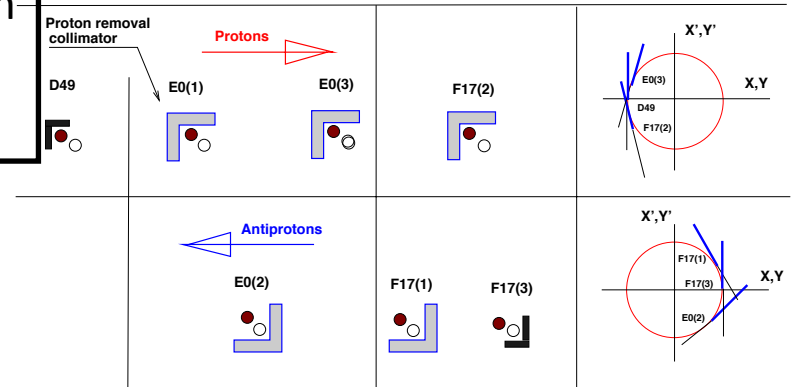 Proton removal
collimator
Protons
D49
E0(1)
E0(3)
F17(2)
X',Y'
X,Y
E0(3)
D49
F17(2)
Antiprotons
E0(2)
F17(1)
F17(3)
X',Y'
X,Y
F17(1)
F17(3)
E0(2)